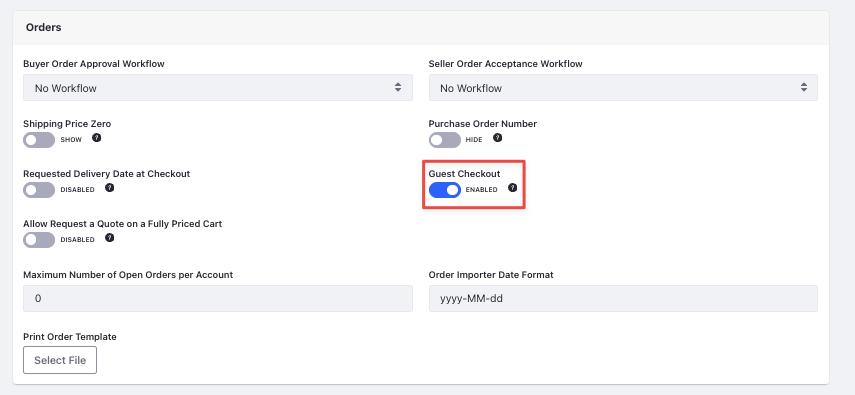 Orders
Buyer Order Approval Workflow
Seller Order Acceptance Workflow
No Workflow
No Workflow
Shipping Price Zero
Purchase Order Number
SHOW ?
HIDE ?
Requested Delivery Date at Checkout
Guest Checkout
DISABLED ?
ENABLED ?
Allow Request a Quote on a Fully Priced Cart
DISABLED ?
Maximum Number of Open Orders per Account
Order Importer Date Format
0
yyyy-MM-dd
Print Order Template
Select File